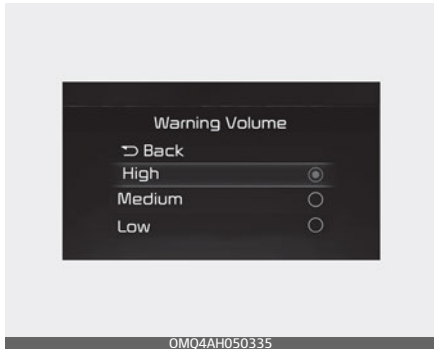 Warning Volume
Back
High
Medium
Low
OMQ4AH050335